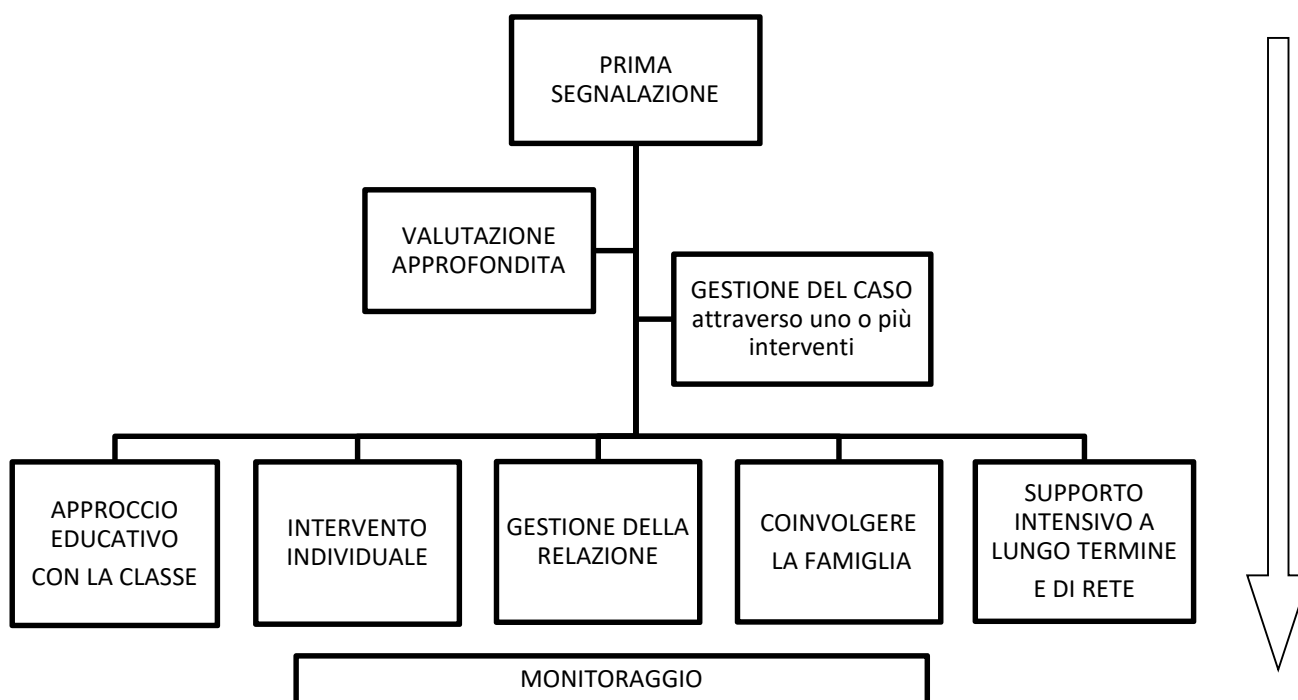 PRIMA
SEGNALAZIONE
VALUTAZIONE
APPROFONDITA
GESTIONE DEL CASO
attraverso uno o più
interventi
APPROCCIO
EDUCATIVO
CON LA CLASSE
INTERVENTO
INDIVIDUALE
GESTIONE DELLA
RELAZIONE
COINVOLGERE
LA FAMIGLIA
SUPPORTO
INTENSIVO A
LUNGO TERMINE
E DI RETE
MONITORAGGIO